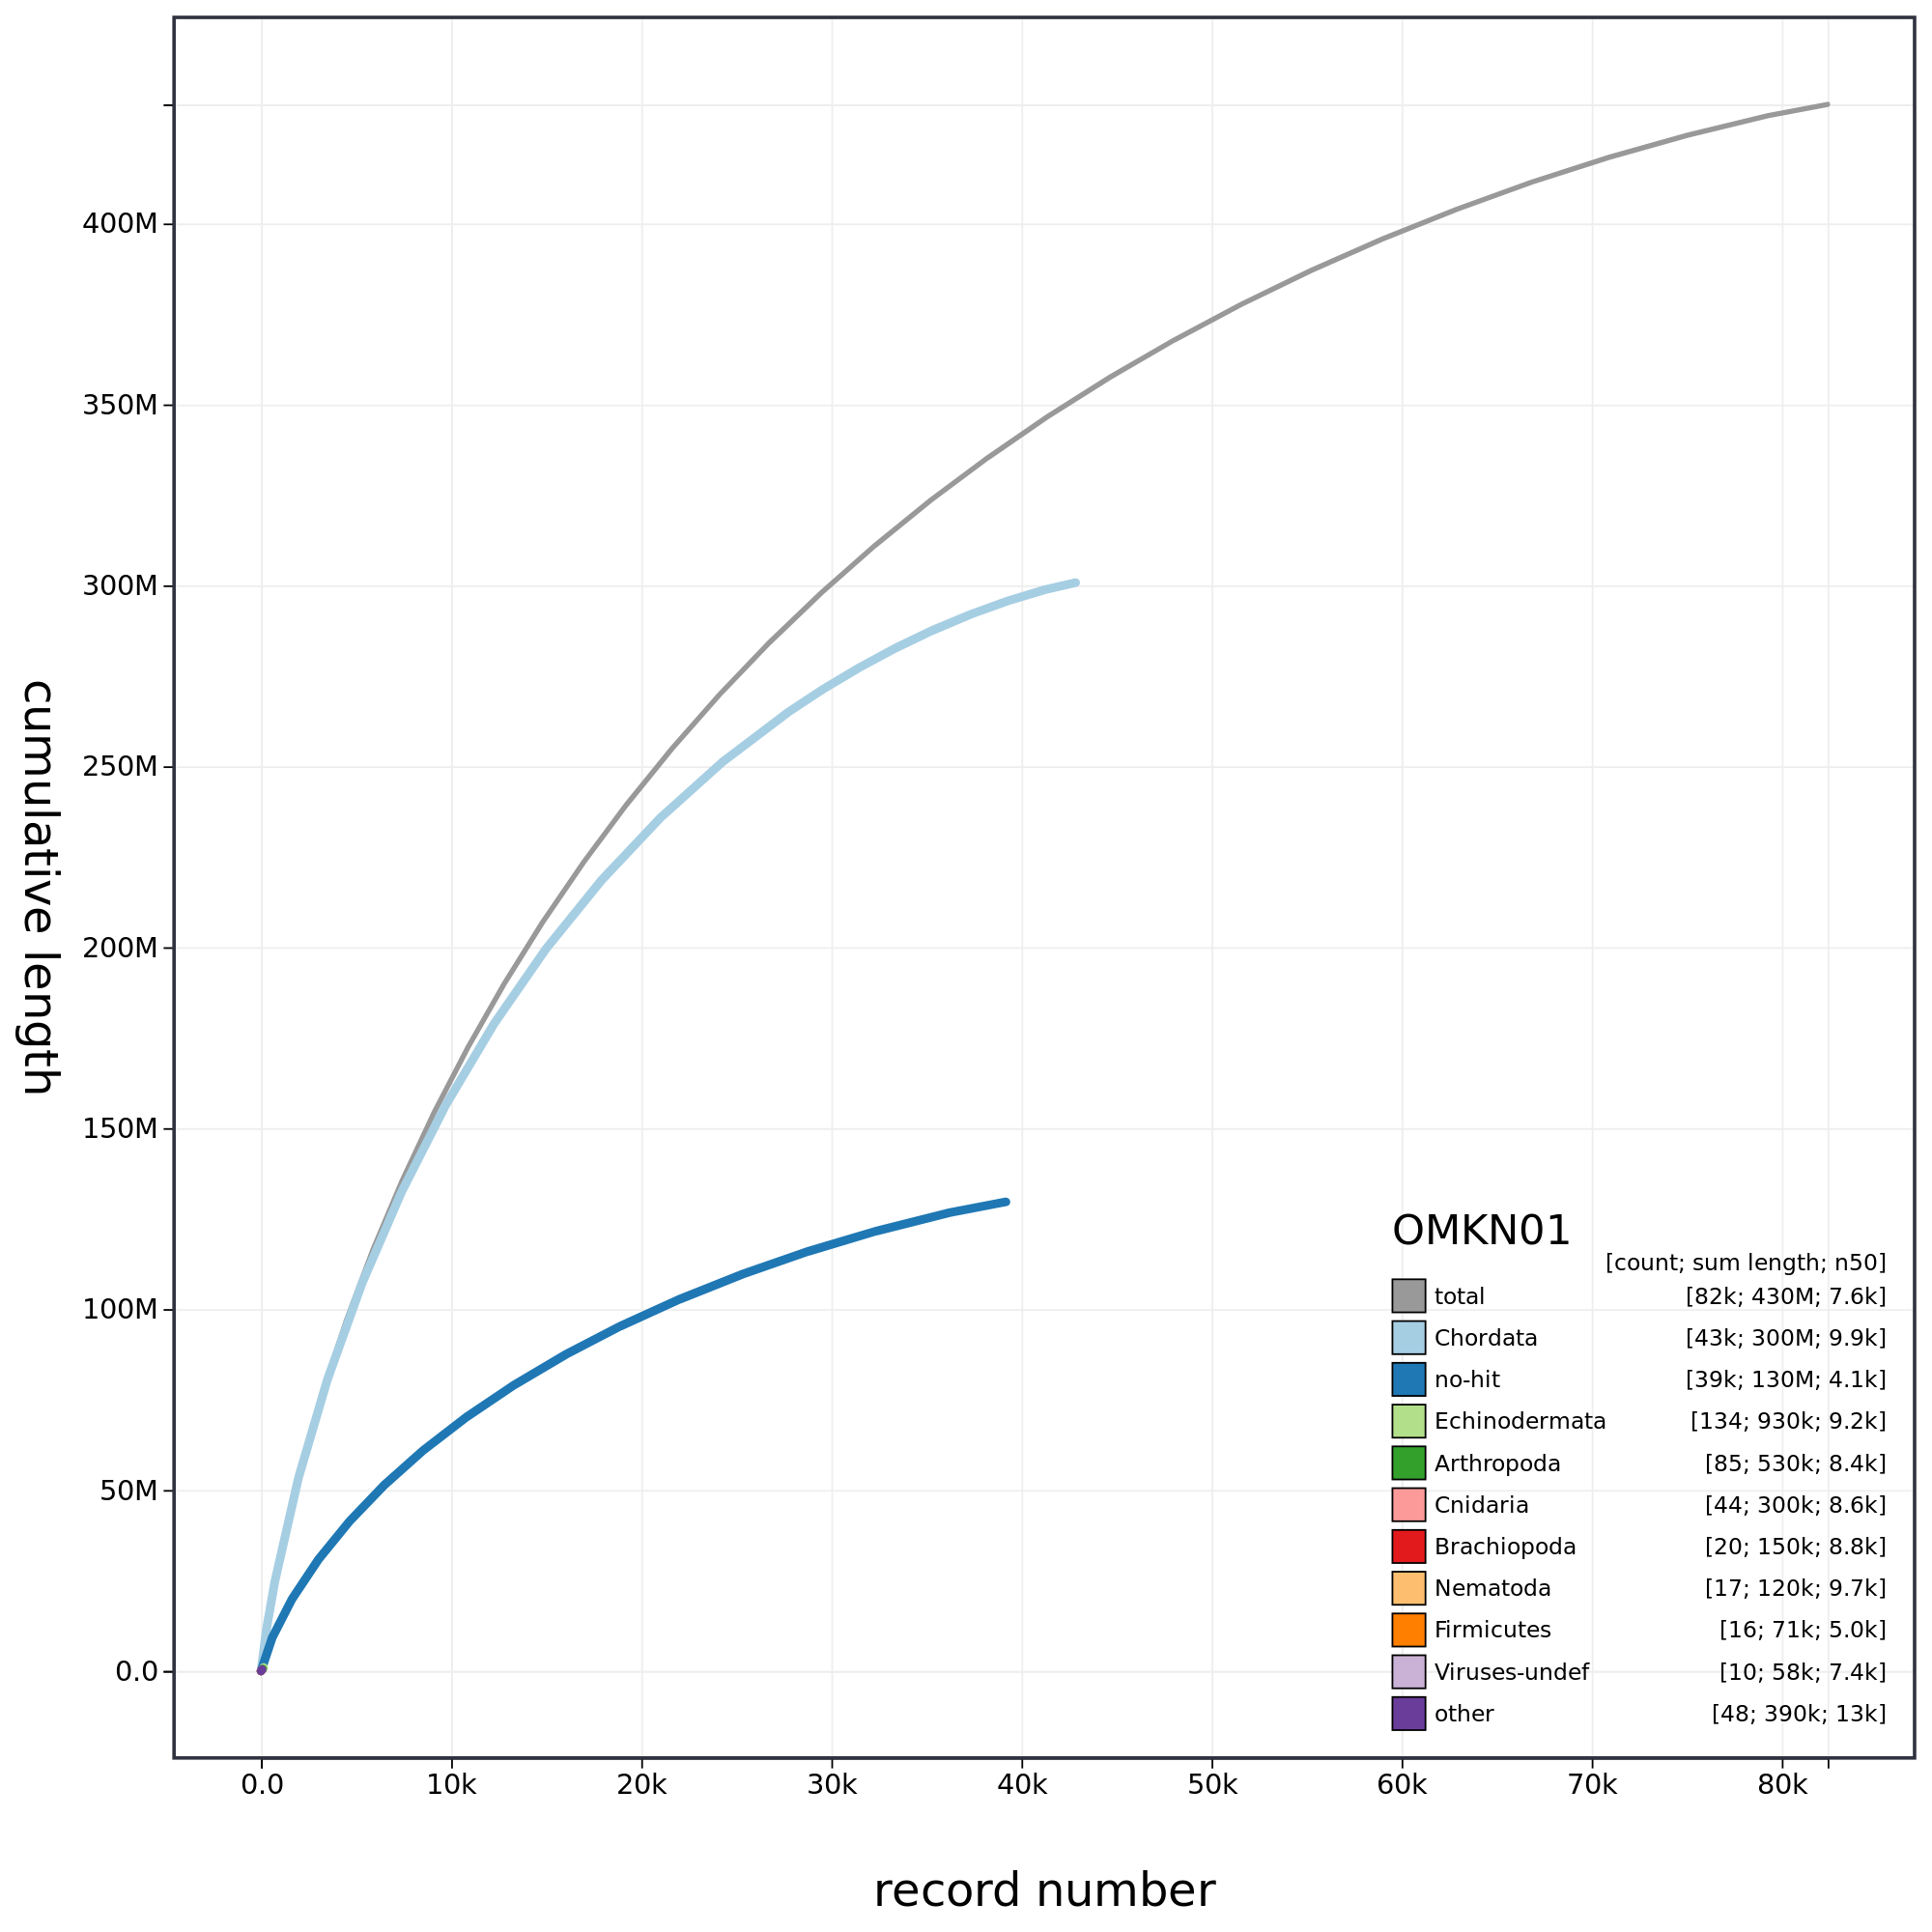 cumulative length
400M
350M
300M
250M
200M
150M
100M
50M
0.0
OMKN01
[count; sum length; n50]
total [82k; 430M; 7.6k]
Chordata [43k; 300M; 9.9k]
no-hit [39k; 130M; 4.1k]
Echinodermata [134; 930k; 9.2k]
Arthropoda [85; 530k; 8.4k]
Cnidaria [44; 300k; 8.6k]
Brachiopoda [20; 150k; 8.8k]
Nematoda [17; 120k; 9.7k]
Firmicutes [16; 71k; 5.0k]
Viruses-undef [10; 58k; 7.4k]
other [48; 390k; 13k]
0.0 10k 20k 30k 40k 50k 60k 70k 80k
record number